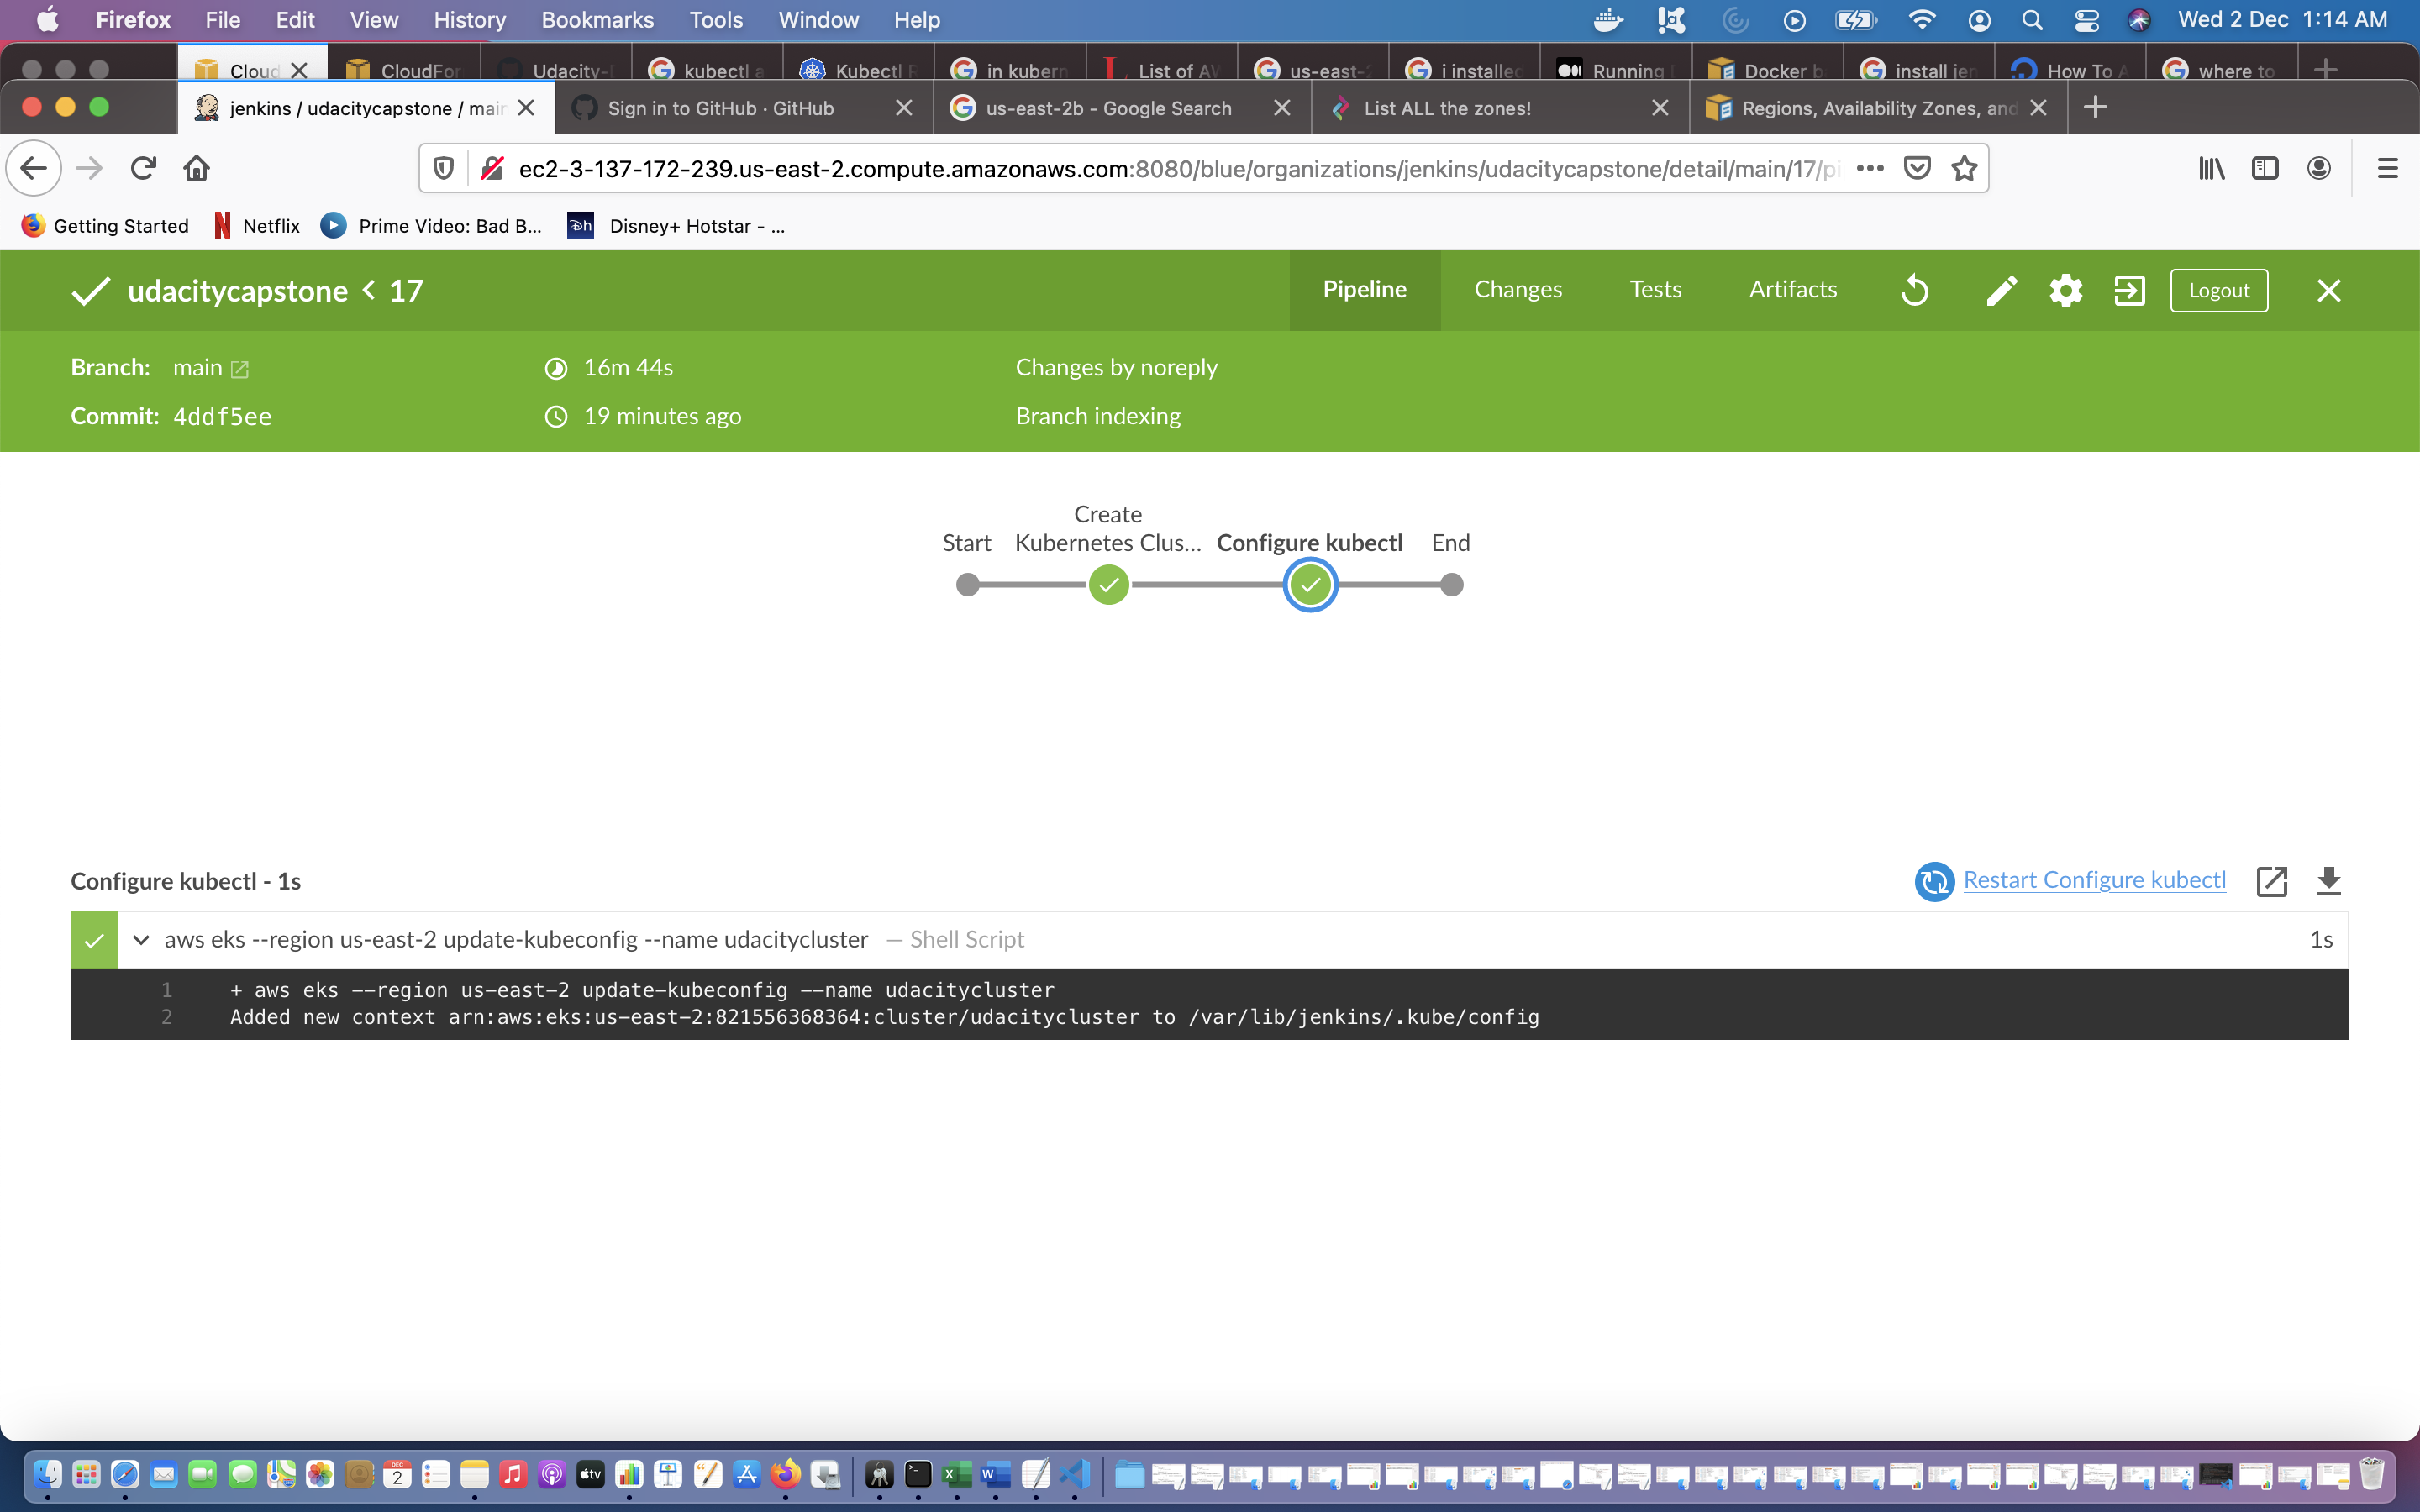 Firefox File Edit View History Bookmarks Tools Window Help Wed 2 Dec 1:14 AM
Cloud CloudFor Udacity- kubectl a Kubectl in kubern List of AW us-east-2 i installed Running Docker b install jen How To A where to
jenkins / udacitycapstone / main Sign in to GitHub · GitHub us-east-2b - Google Search List ALL the zones! Regions, Availability Zones, and
ec2-3-137-172-239.us-east-2.compute.amazonaws.com:8080/blue/organizations/jenkins/udacitycapstone/detail/main/17/pi
Getting Started Netflix Prime Video: Bad B... Disney+ Hotstar - ...
udacitycapstone < 17 Pipeline Changes Tests Artifacts Logout
Branch: main 16m 44s Changes by noreply
Commit: 4ddf5ee 19 minutes ago Branch indexing
Create
Start Kubernetes Clus... Configure kubectl End
Configure kubectl - 1s Restart Configure kubectl
aws eks --region us-east-2 update-kubeconfig --name udacitycluster — Shell Script 1s
1 + aws eks --region us-east-2 update-kubeconfig --name udacitycluster
2 Added new context arn:aws:eks:us-east-2:821556368364:cluster/udacitycluster to /var/lib/jenkins/.kube/config
DEC
2
tv